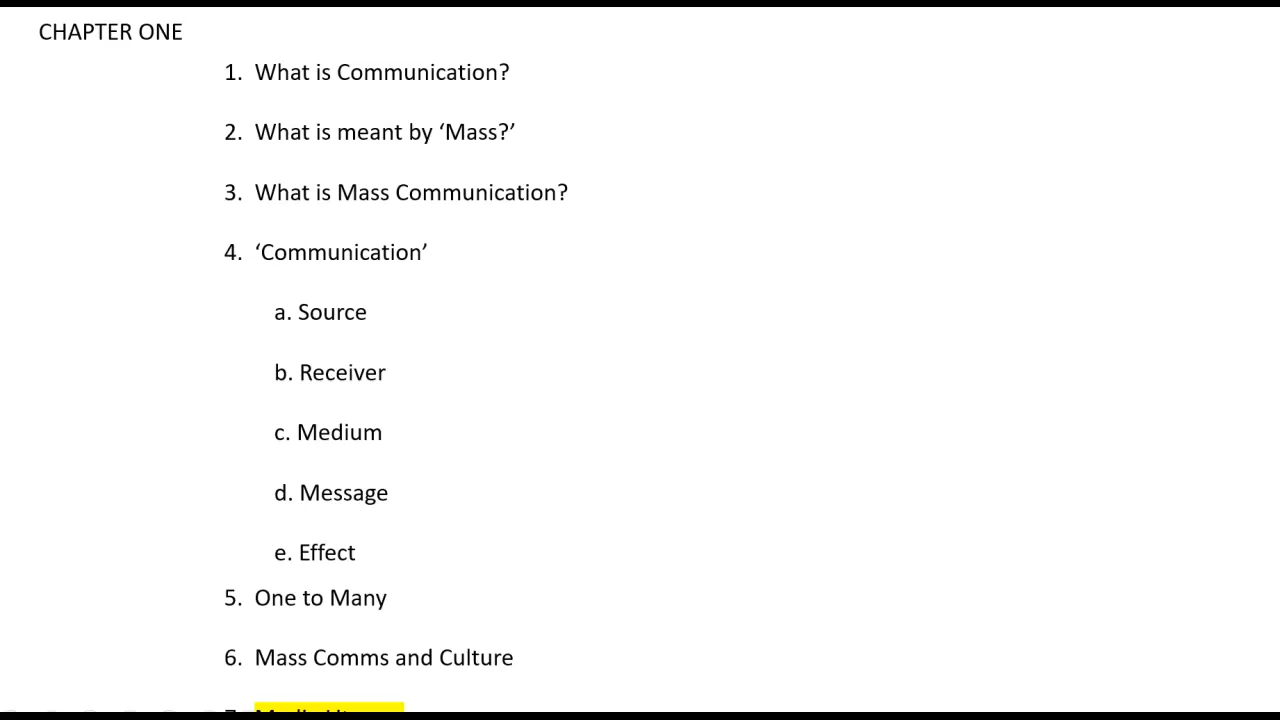 CHAPTER ONE
1. What is Communication?
2. What is meant by ‘Mass?’
3. What is Mass Communication?
4. ‘Communication’
a. Source
b. Receiver
c. Medium
d. Message
e. Effect
5. One to Many
6. Mass Comms and Culture